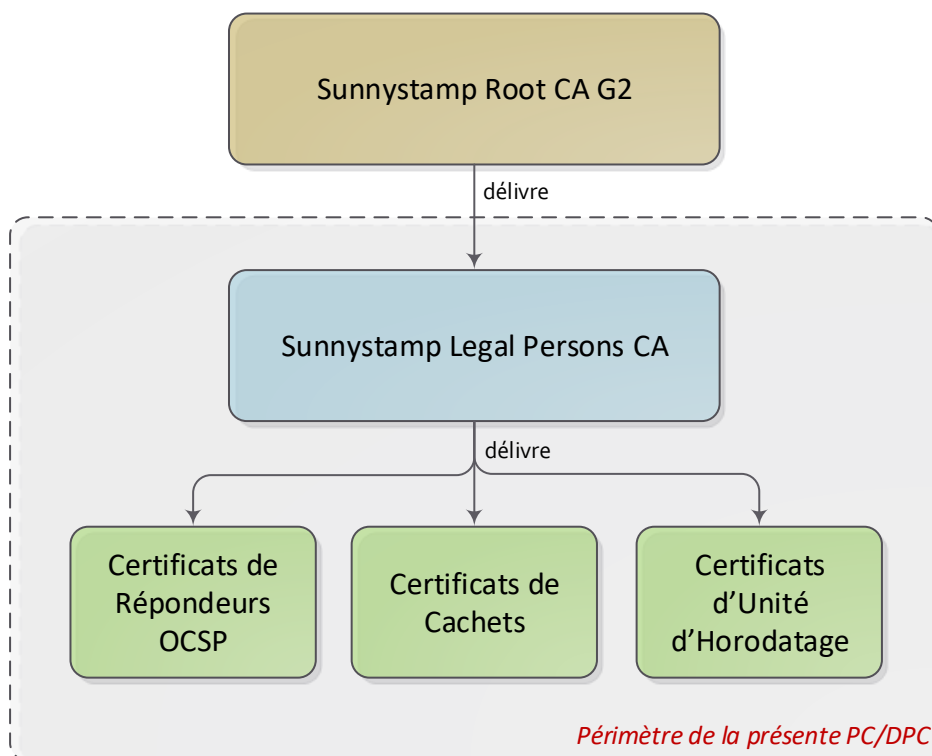 Sunnystamp Root CA G2
délivre
Sunnystamp Legal Persons CA
délivre
Certificats de
Répondeurs
OCSP
Certificats de
Cachets
Certificats
d’Unité
d’Horodatage
Périmètre de la présente PC/DPC